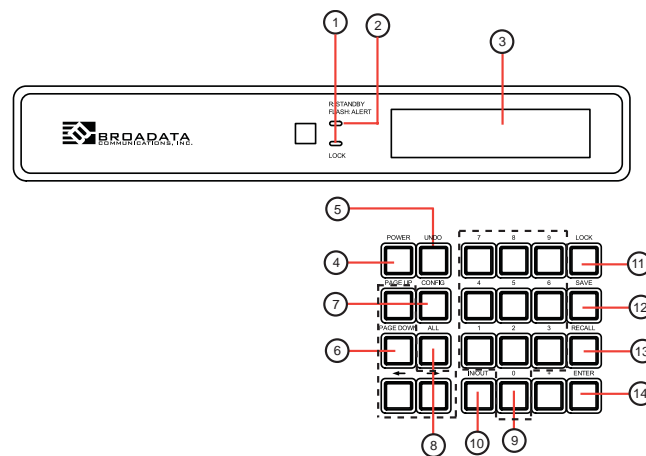 1
2
3
R:STANDBY
FLASH: ALERT
BROADATA
COMMUNICATIONS, INC.
LOCK
5
POWER
UNDO
7
8
9
LOCK
4
11
PAGE UP
CONFIG
4
5
6
SAVE
7
12
PAGE DOWN
ALL
1
2
3
RECALL
6
13
IN/OUT
0
+
ENTER
14
8
10
9